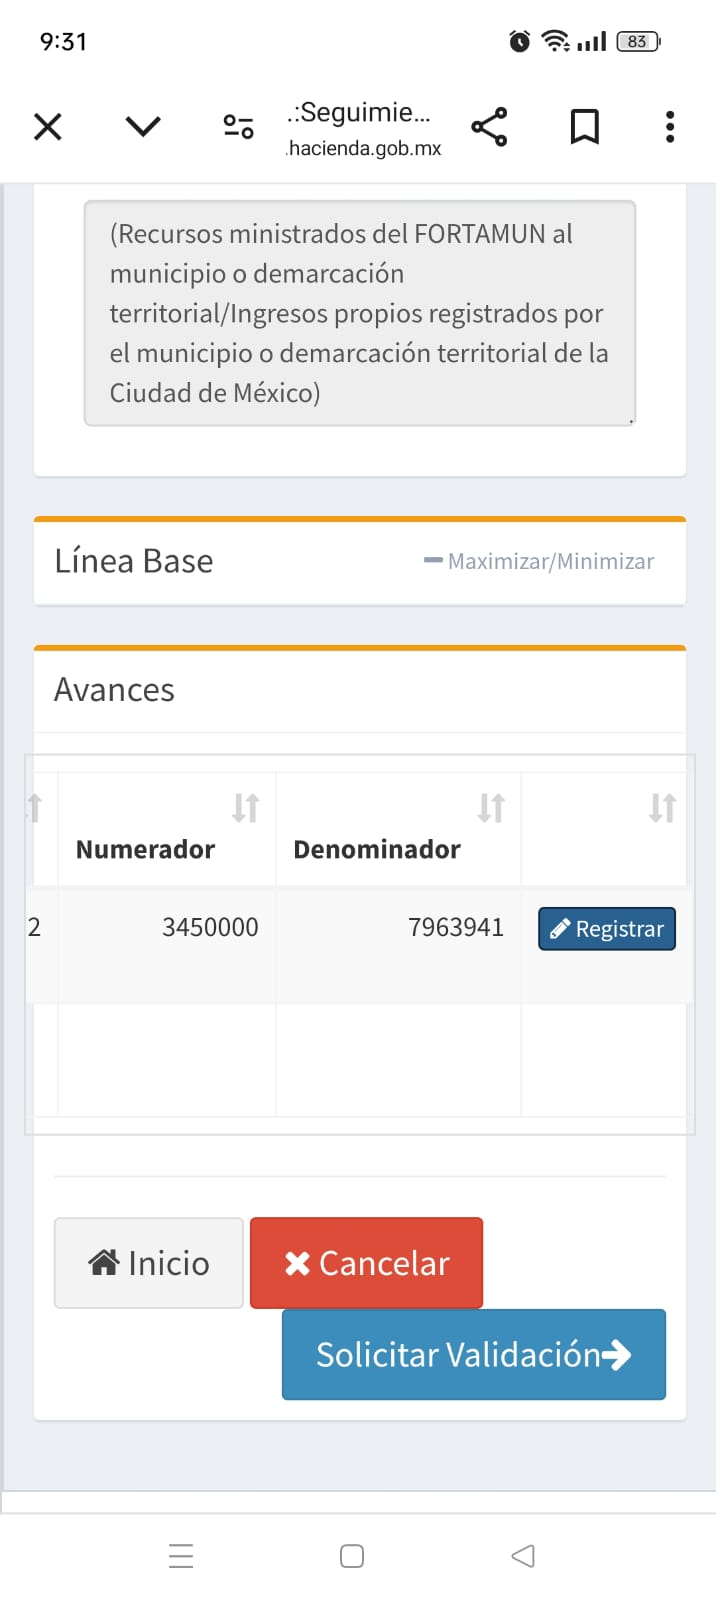 9:31
83
.:Seguimie...
.hacienda.gob.mx
(Recursos ministrados del FORTAMUN al
municipio o demarcación
territorial/Ingresos propios registrados por
el municipio o demarcación territorial de la
Ciudad de México)
Línea Base
Maximizar/Minimizar
Avances
Numerador Denominador
2 3450000 7963941 Registrar
Inicio Cancelar
Solicitar Validación